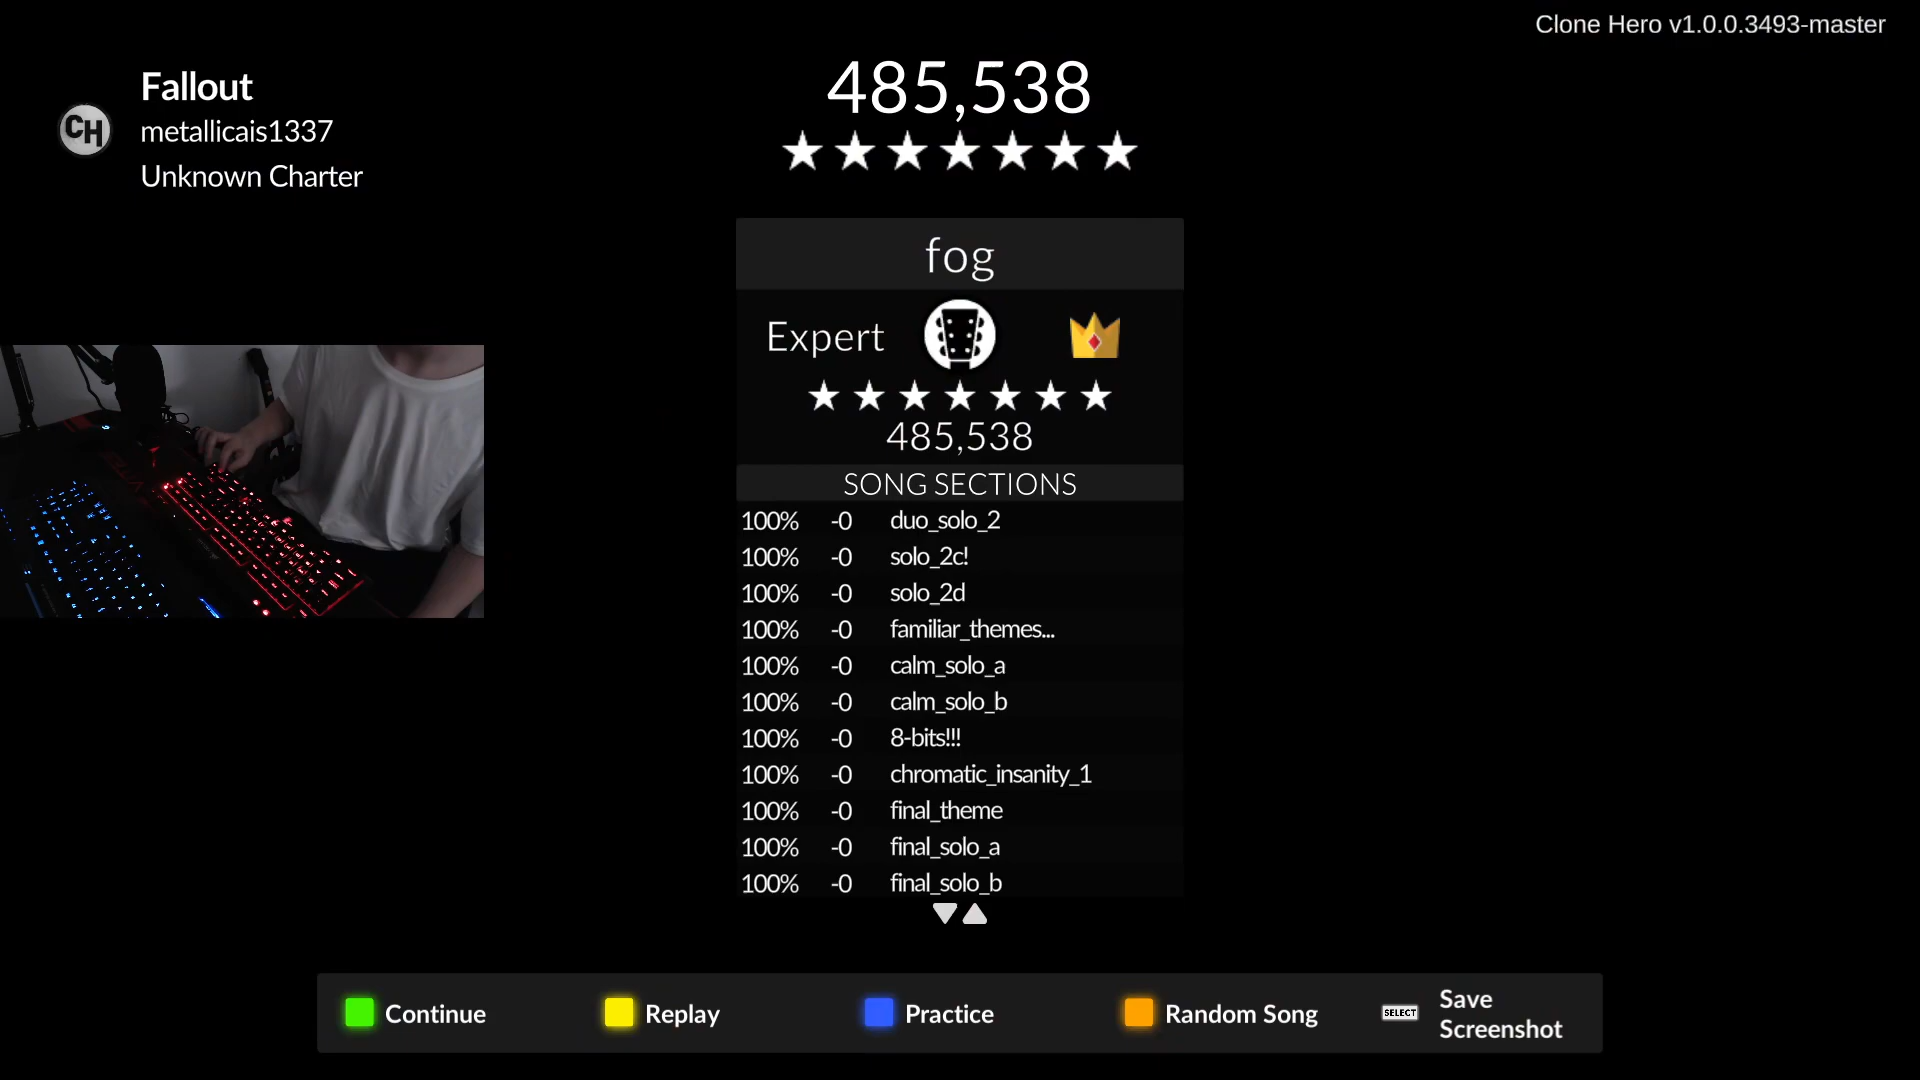 Clone Hero v1.0.0.3493-master
CH
Fallout
metallicais1337
Unknown Charter
485,538
fog
Expert
485,538
SONG SECTIONS
100% -0 duo_solo_2
100% -0 solo_2c!
100% -0 solo_2d
100% -0 familiar_themes...
100% -0 calm_solo_a
100% -0 calm_solo_b
100% -0 8-bits!!!
100% -0 chromatic_insanity_1
100% -0 final_theme
100% -0 final_solo_a
100% -0 final_solo_b
Continue
Replay
Practice
Random Song
SELECT
Save
Screenshot